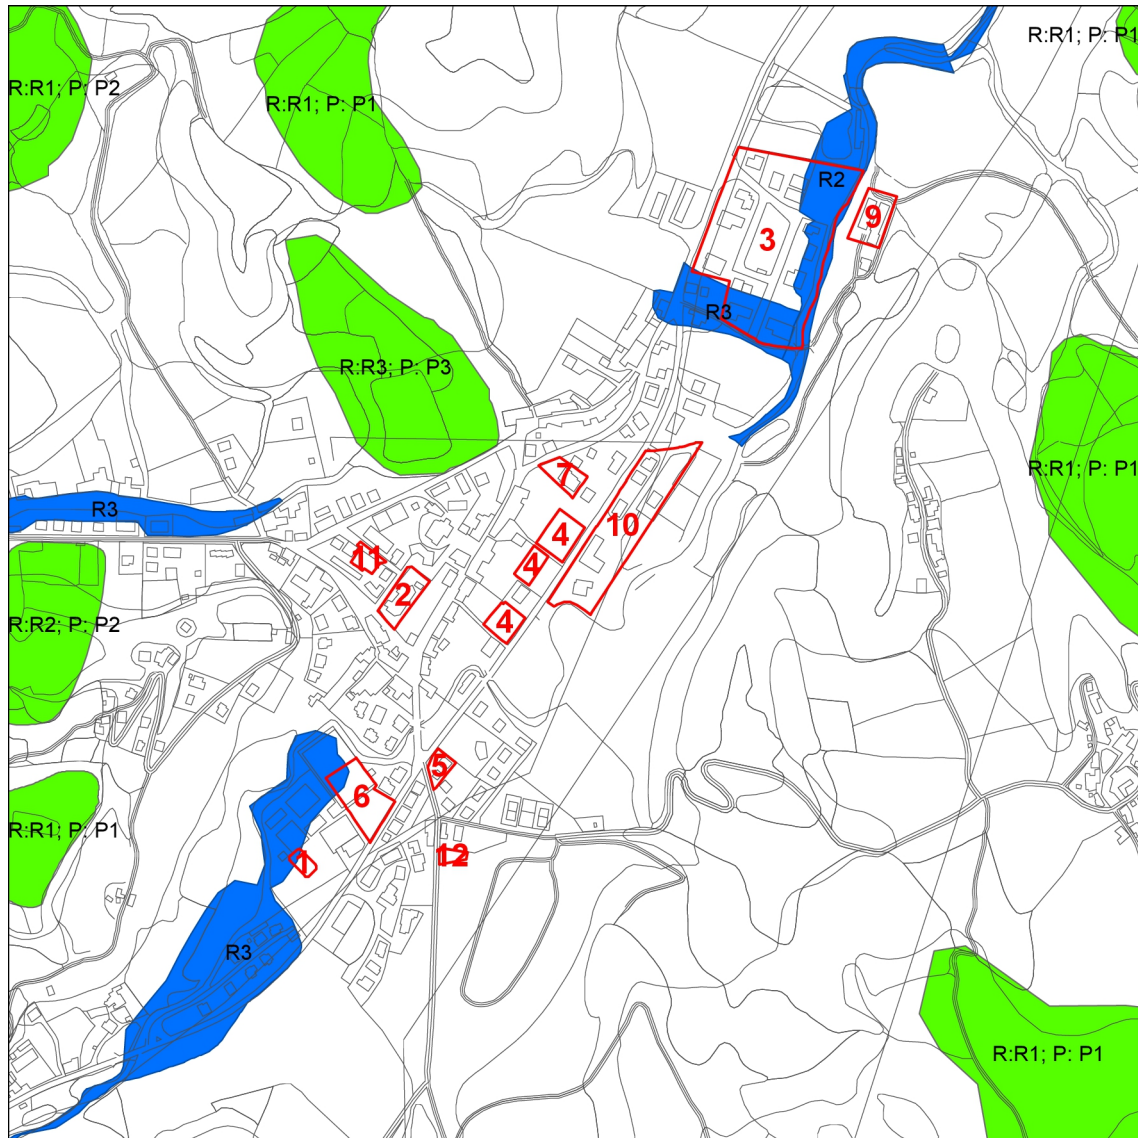 R:R1; P: P1
R:R1; P: P2
R:R1; P: P1
R2
9
3
R3
R:R3; P: P3
R:R1; P: P1
7
R3
10
4
11
4
2
4
R:R2; P: P2
5
6
R:R1; P: P1
12
1
R3
R:R1; P: P1